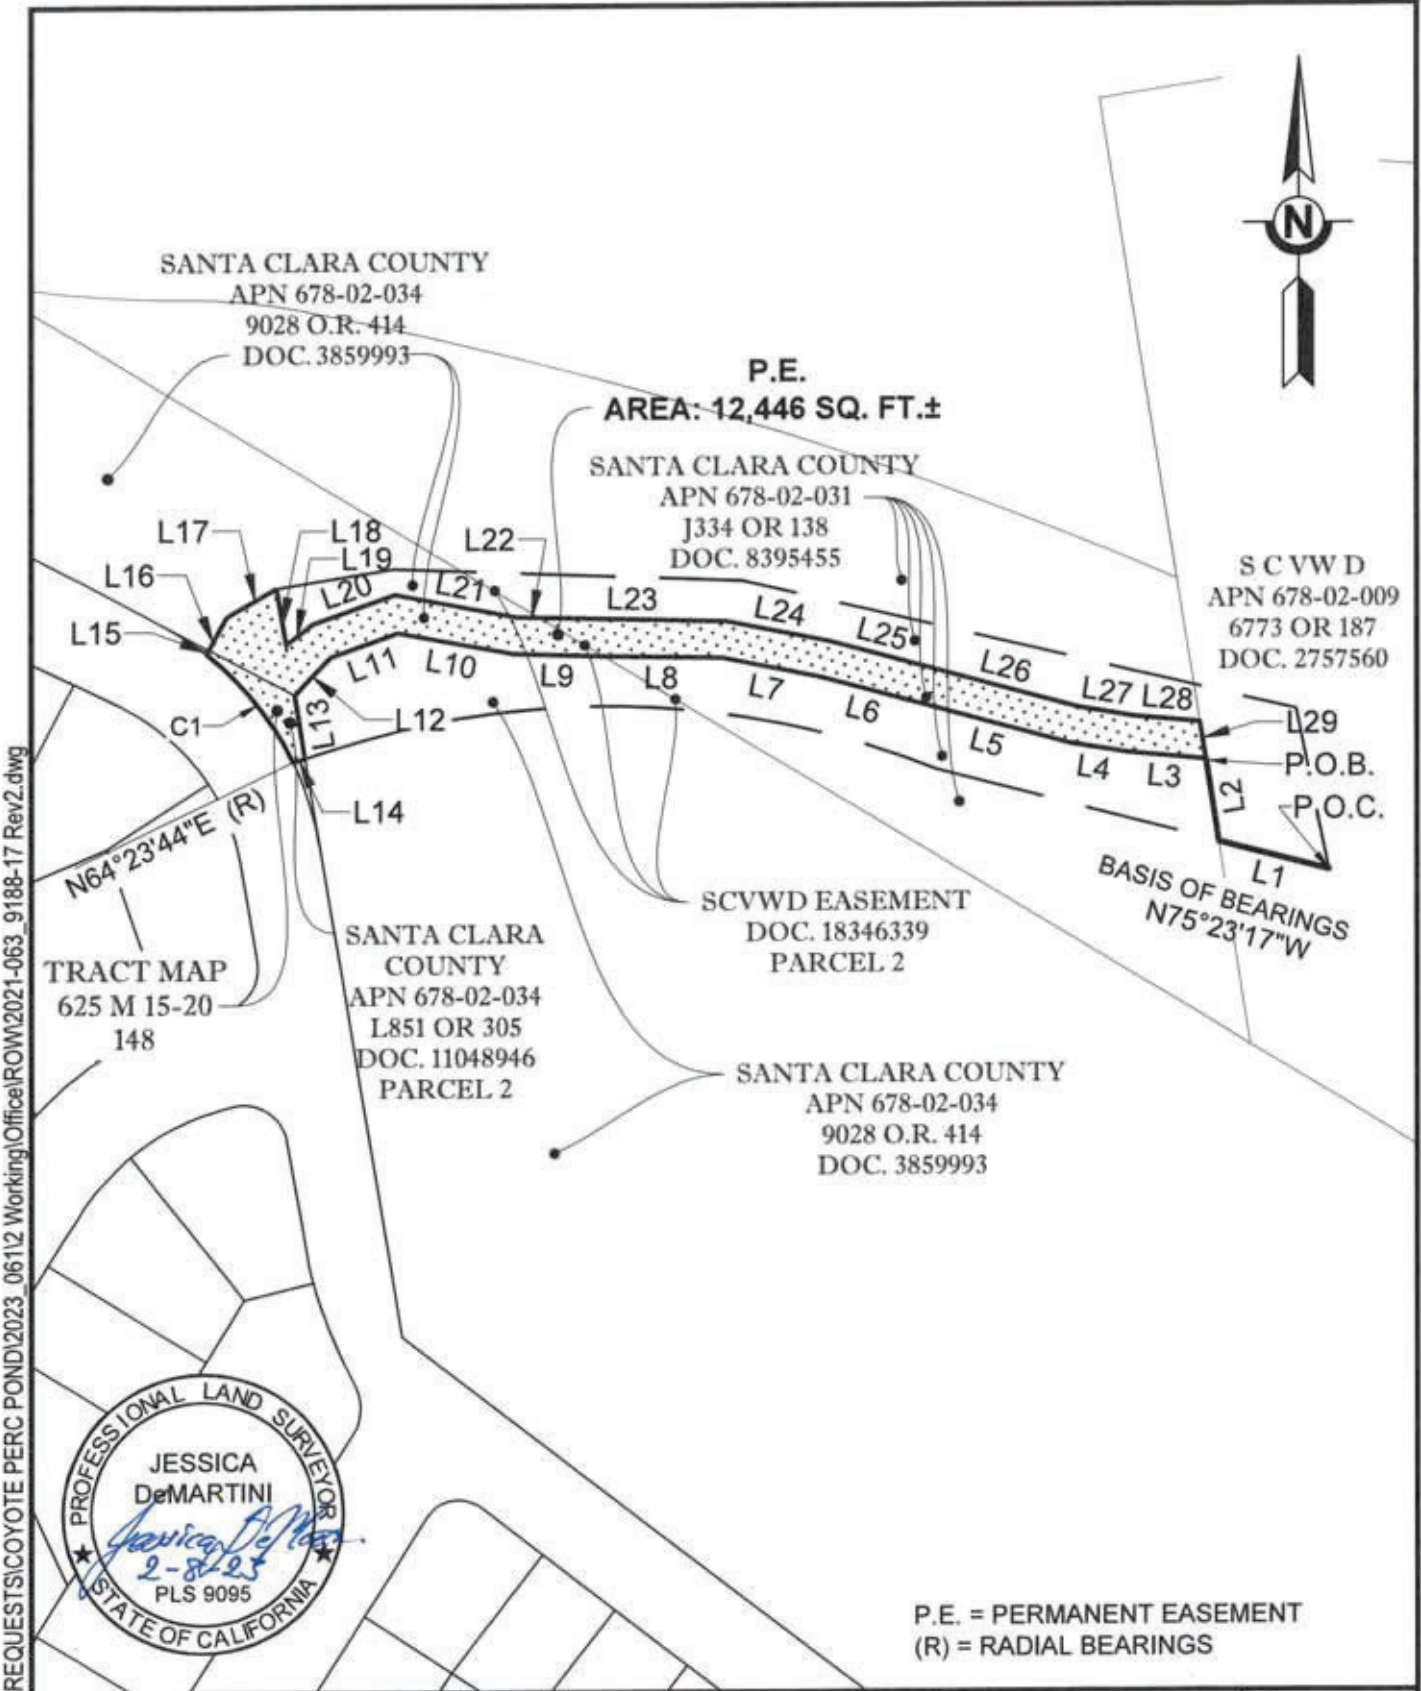 N
SANTA CLARA COUNTY
APN 678-02-034
9028 O.R. 414
DOC. 3859993
P.E.
AREA: 12,446 SQ. FT.±
SANTA CLARA COUNTY
APN 678-02-031
J334 OR 138
DOC. 8395455
S C VW D
APN 678-02-009
6773 OR 187
DOC. 2757560
L17
L18
L19
L22
L16
L20
L21
L23
L24
L25
L26
L27
L28
L15
L29
C1
L13
L12
L11
L10
L9
L8
L7
L6
L5
L4
L3
P.O.B.
L2
P.O.C.
L14
L1
N64°23'44"E (R)
BASIS OF BEARINGS
N75°23'17"W
SCVWD EASEMENT
DOC. 18346339
PARCEL 2
TRACT MAP
625 M 15-20
148
SANTA CLARA
COUNTY
APN 678-02-034
L851 OR 305
DOC. 11048946
PARCEL 2
SANTA CLARA COUNTY
APN 678-02-034
9028 O.R. 414
DOC. 3859993
REQUESTS\COYOTE PERC POND\2023_061\2 Working\Office\ROW\2021-063_9188-17 Rev2.dwg
PROFESSIONAL LAND SURVEYOR
JESSICA
DeMARTINI
2-8-23
PLS 9095
STATE OF CALIFORNIA
P.E. = PERMANENT EASEMENT
(R) = RADIAL BEARINGS